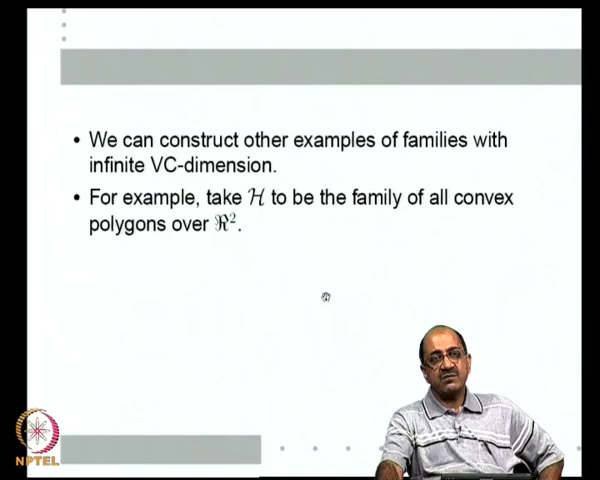 • We can construct other examples of families with
infinite VC-dimension.
• For example, take ℋ to be the family of all convex
polygons over ℜ².
NPTEL